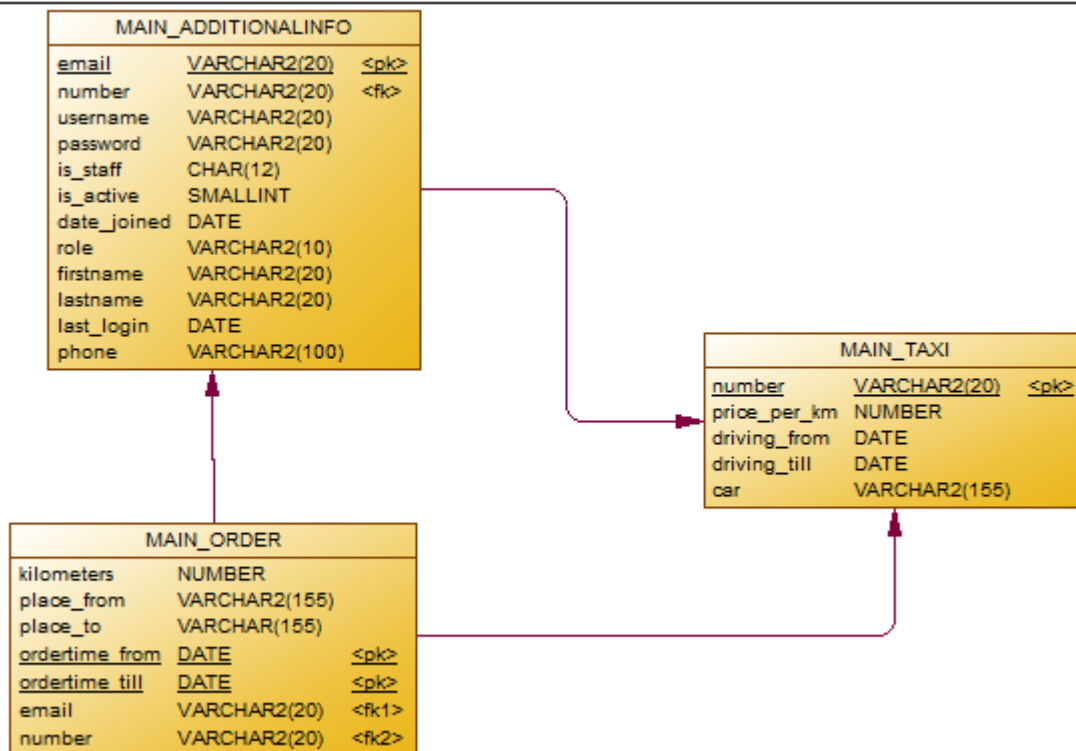 MAIN_ADDITIONALINFO
email VARCHAR2(20) <pk>
number VARCHAR2(20) <fk>
username VARCHAR2(20)
password VARCHAR2(20)
is_staff CHAR(12)
is_active SMALLINT
date_joined DATE
role VARCHAR2(10)
firstname VARCHAR2(20)
lastname VARCHAR2(20)
last_login DATE
phone VARCHAR2(100)
MAIN_TAXI
number VARCHAR2(20) <pk>
price_per_km NUMBER
driving_from DATE
driving_till DATE
car VARCHAR2(155)
MAIN_ORDER
kilometers NUMBER
place_from VARCHAR2(155)
place_to VARCHAR(155)
ordertime_from DATE <pk>
ordertime_till DATE <pk>
email VARCHAR2(20) <fk1>
number VARCHAR2(20) <fk2>